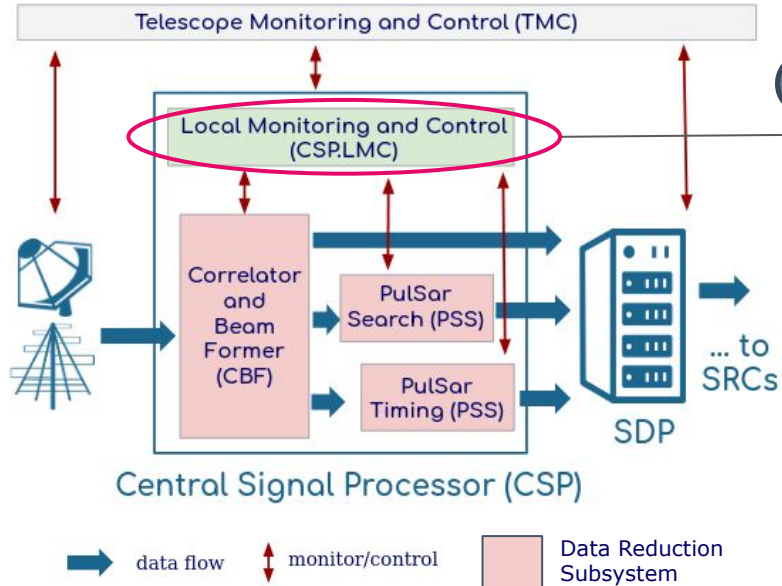 Telescope Monitoring and Control (TMC)
Local Monitoring and Control
(CSP.LMC)
Correlator
and
Beam
Former
(CBF)
PulSar
Search (PSS)
PulSar
Timing (PSS)
... to
SRCs
SDP
Central Signal Processor (CSP)
data flow
monitor/control
Data Reduction
Subsystem